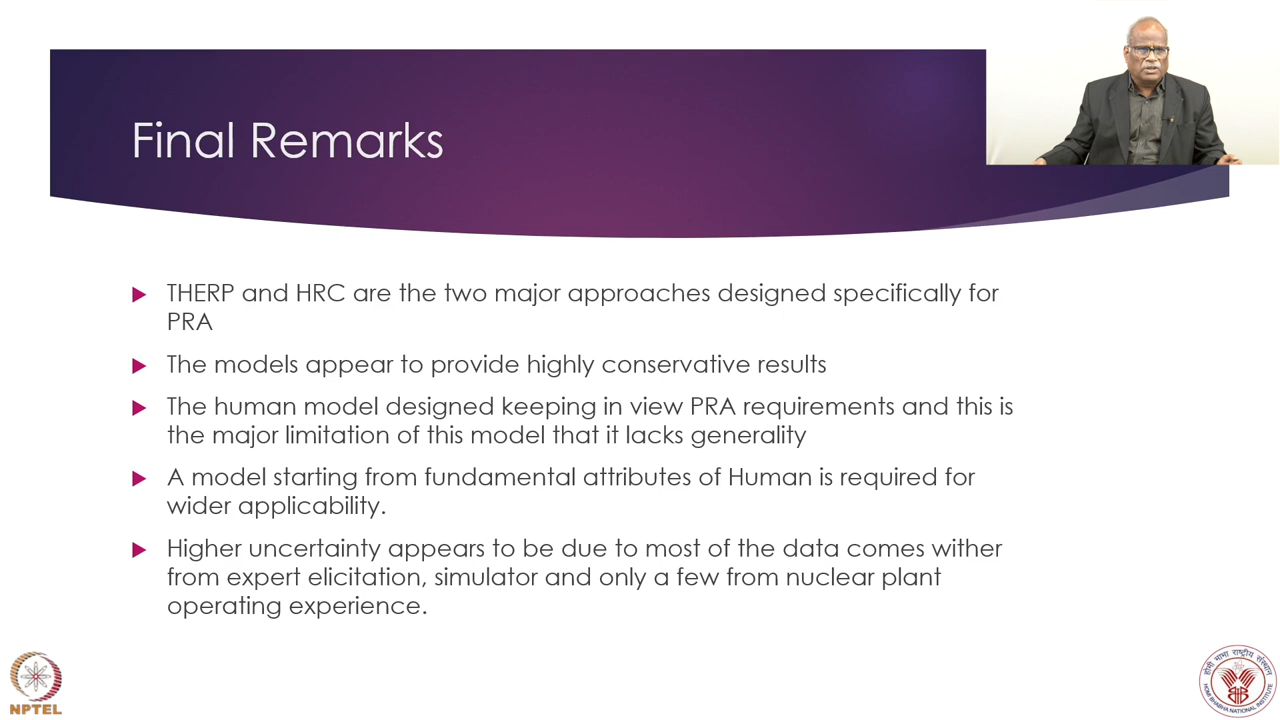 Final Remarks
THERP and HRC are the two major approaches designed specifically for
PRA
The models appear to provide highly conservative results
The human model designed keeping in view PRA requirements and this is
the major limitation of this model that it lacks generality
A model starting from fundamental attributes of Human is required for
wider applicability.
Higher uncertainty appears to be due to most of the data comes wither
from expert elicitation, simulator and only a few from nuclear plant
operating experience.
NPTEL
होमी भाभा राष्ट्रीय संस्थान
HOMI BHABHA NATIONAL INSTITUTE